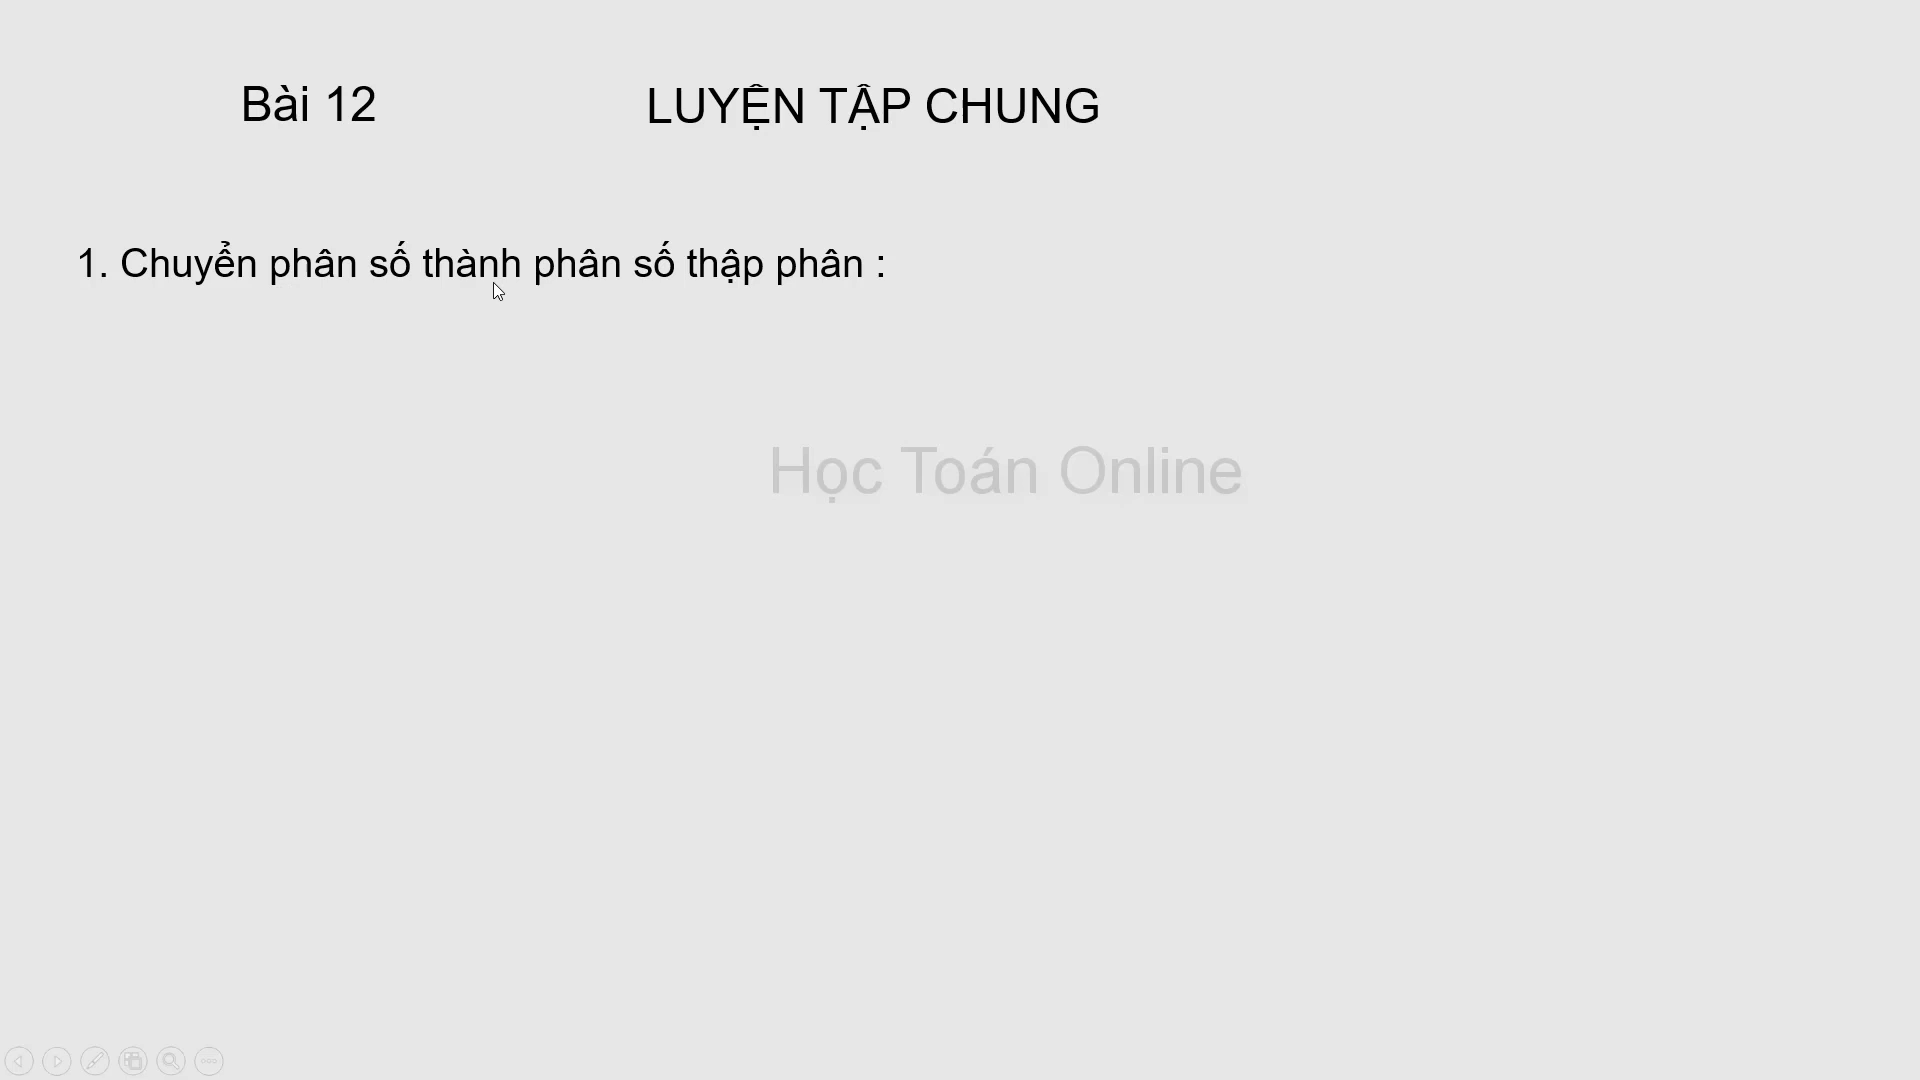 Bài 12 LUYỆN TẬP CHUNG
1. Chuyển phân số thành phân số thập phân :
Học Toán Online